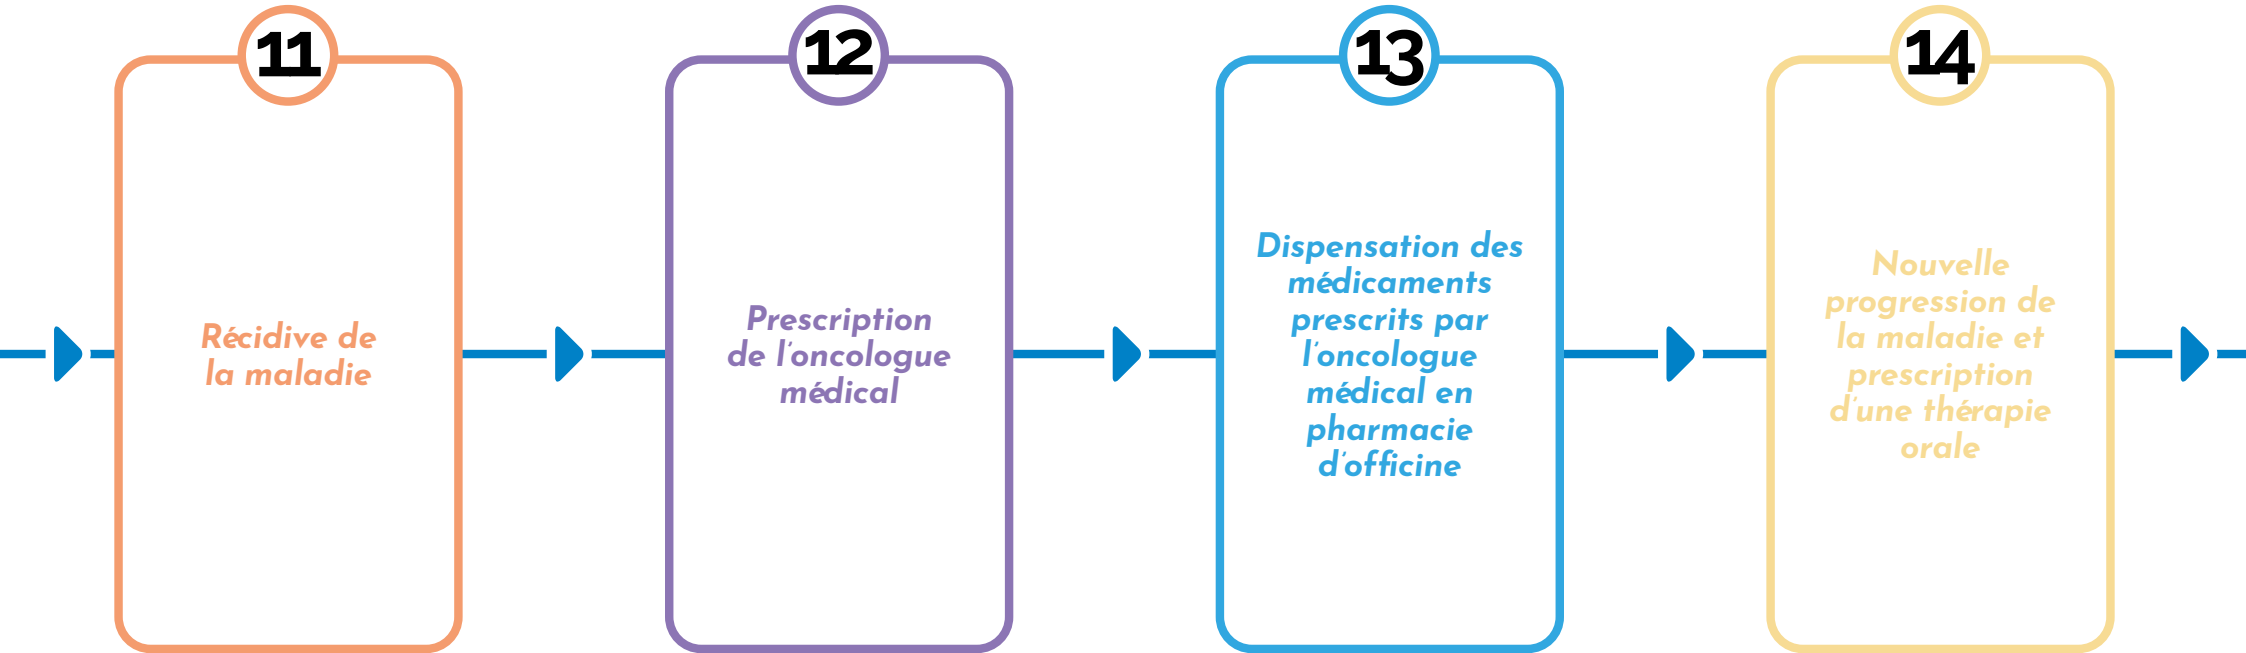 11
Récidive de
la maladie
12
Prescription
de l'oncologue
médical
13
Dispensation des
médicaments
prescrits par
l'oncologue
médical en
pharmacie
d'officine
14
Nouvelle
progression de
la maladie et
prescription
d'une thérapie
orale